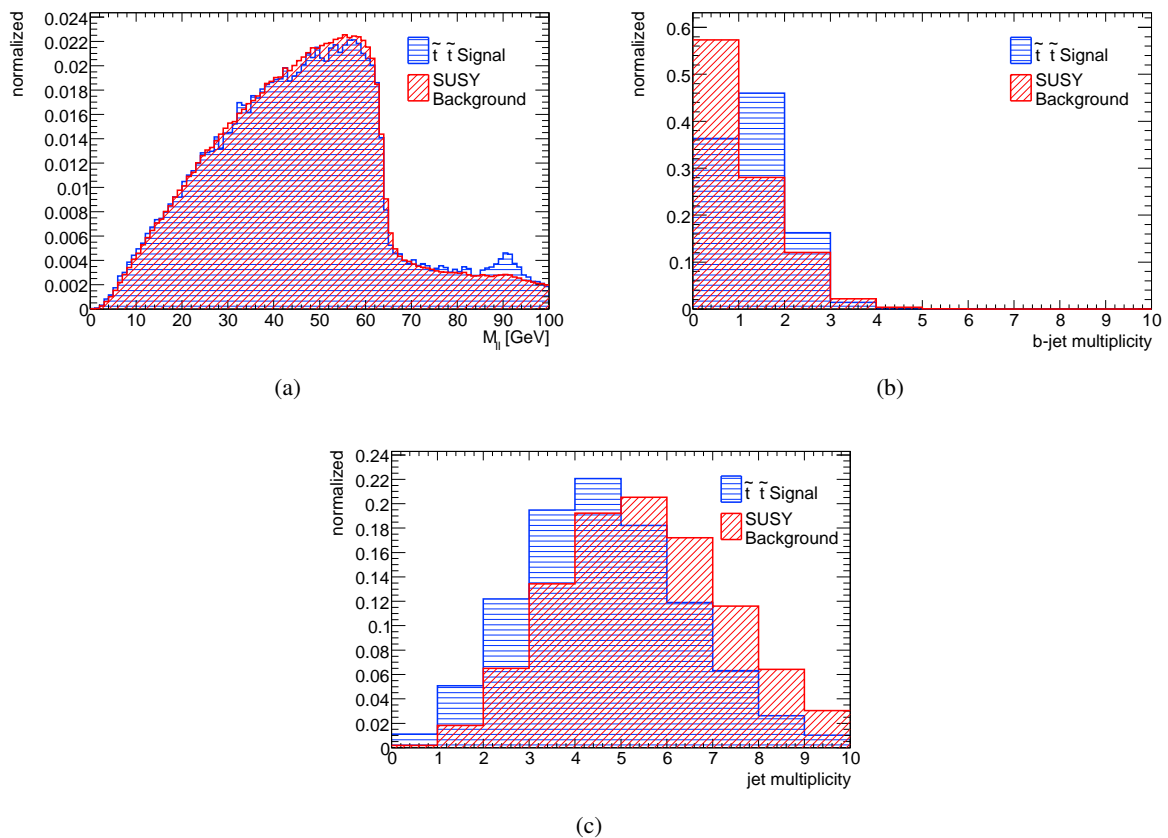 normalized
0.024
0.022
0.02
0.018
0.016
0.014
0.012
0.01
0.008
0.006
0.004
0.002
0
0 10 20 30 40 50 60 70 80 90 100
M_ll [GeV]
t̃ t̃ Signal
SUSY
Background
(a)
normalized
0.6
0.5
0.4
0.3
0.2
0.1
0
0 1 2 3 4 5 6 7 8 9 10
b-jet multiplicity
t̃ t̃ Signal
SUSY
Background
(b)
normalized
0.24
0.22
0.2
0.18
0.16
0.14
0.12
0.1
0.08
0.06
0.04
0.02
0
0 1 2 3 4 5 6 7 8 9 10
jet multiplicity
t̃ t̃ Signal
SUSY
Background
(c)